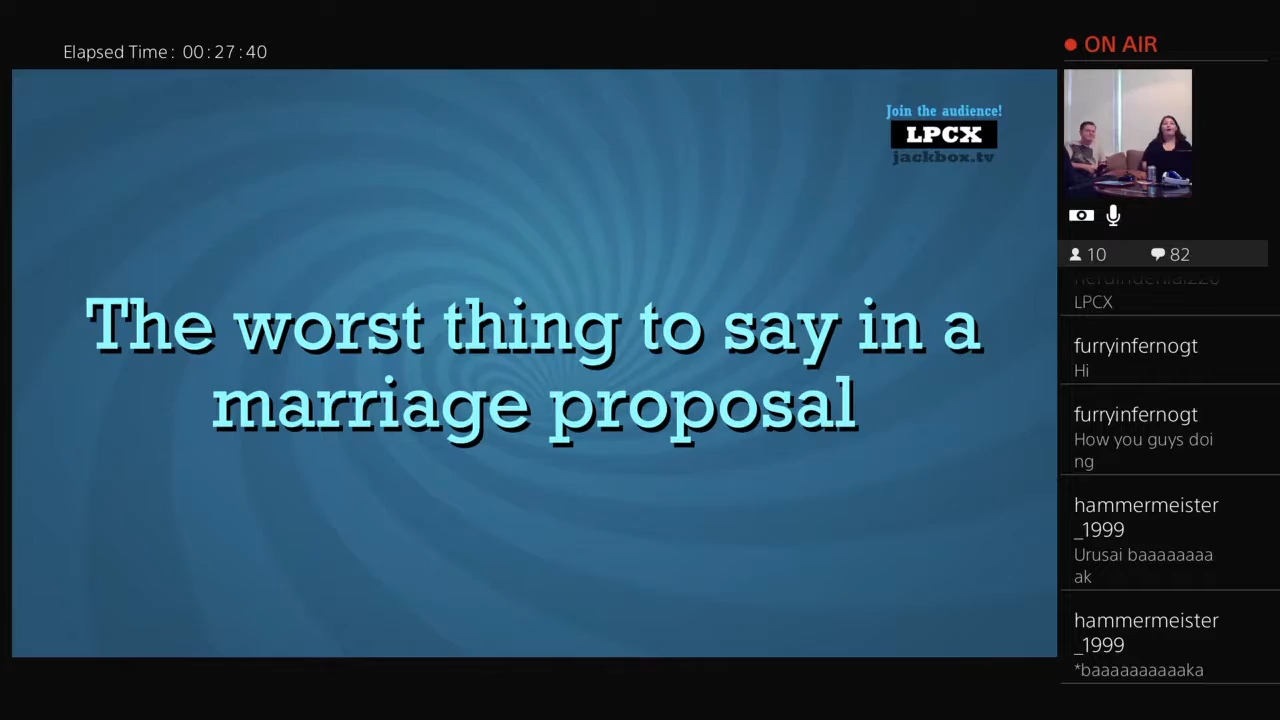 Elapsed Time: 00:27:40
ON AIR
Join the audience!
LPCX
jackbox.tv
The worst thing to say in a
marriage proposal
10
82
LPCX
furryinfernogt
Hi
furryinfernogt
How you guys doi
ng
hammermeister
_1999
Urusai baaaaaaaa
ak
hammermeister
_1999
*baaaaaaaaaaka